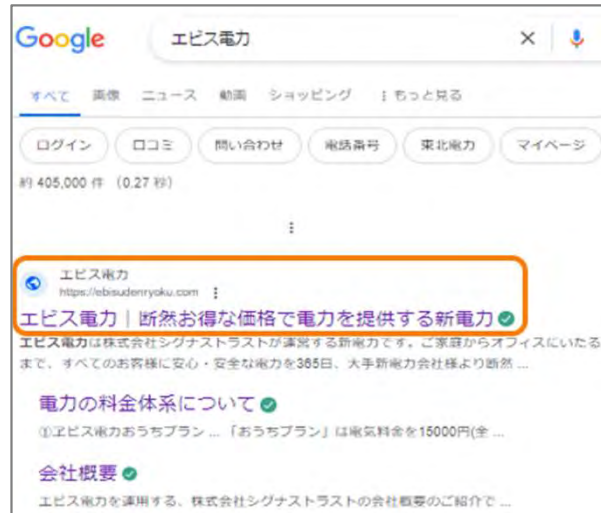 Google エビス電力
すべて 画像 ニュース 動画 ショッピング もっと見る
ログイン 口コミ 問い合わせ 電話番号 東北電力 マイページ
約 405,000 件 (0.27 秒)
エビス電力
https://ebisudenryoku.com
エビス電力｜断然お得な価格で電力を提供する新電力
エビス電力は株式会社シグナストラストが運営する新電力です。ご家庭からオフィスにいたる
まで、すべてのお客様に安心・安全な電力を365日、大手新電力会社様より断然 ...
電力の料金体系について
①ヱビス電力おうちプラン ... 「おうちプラン」は電気料金を15000円(全 ...
会社概要
エビス電力を運用する、株式会社シグナストラストの会社概要のご紹介で ...